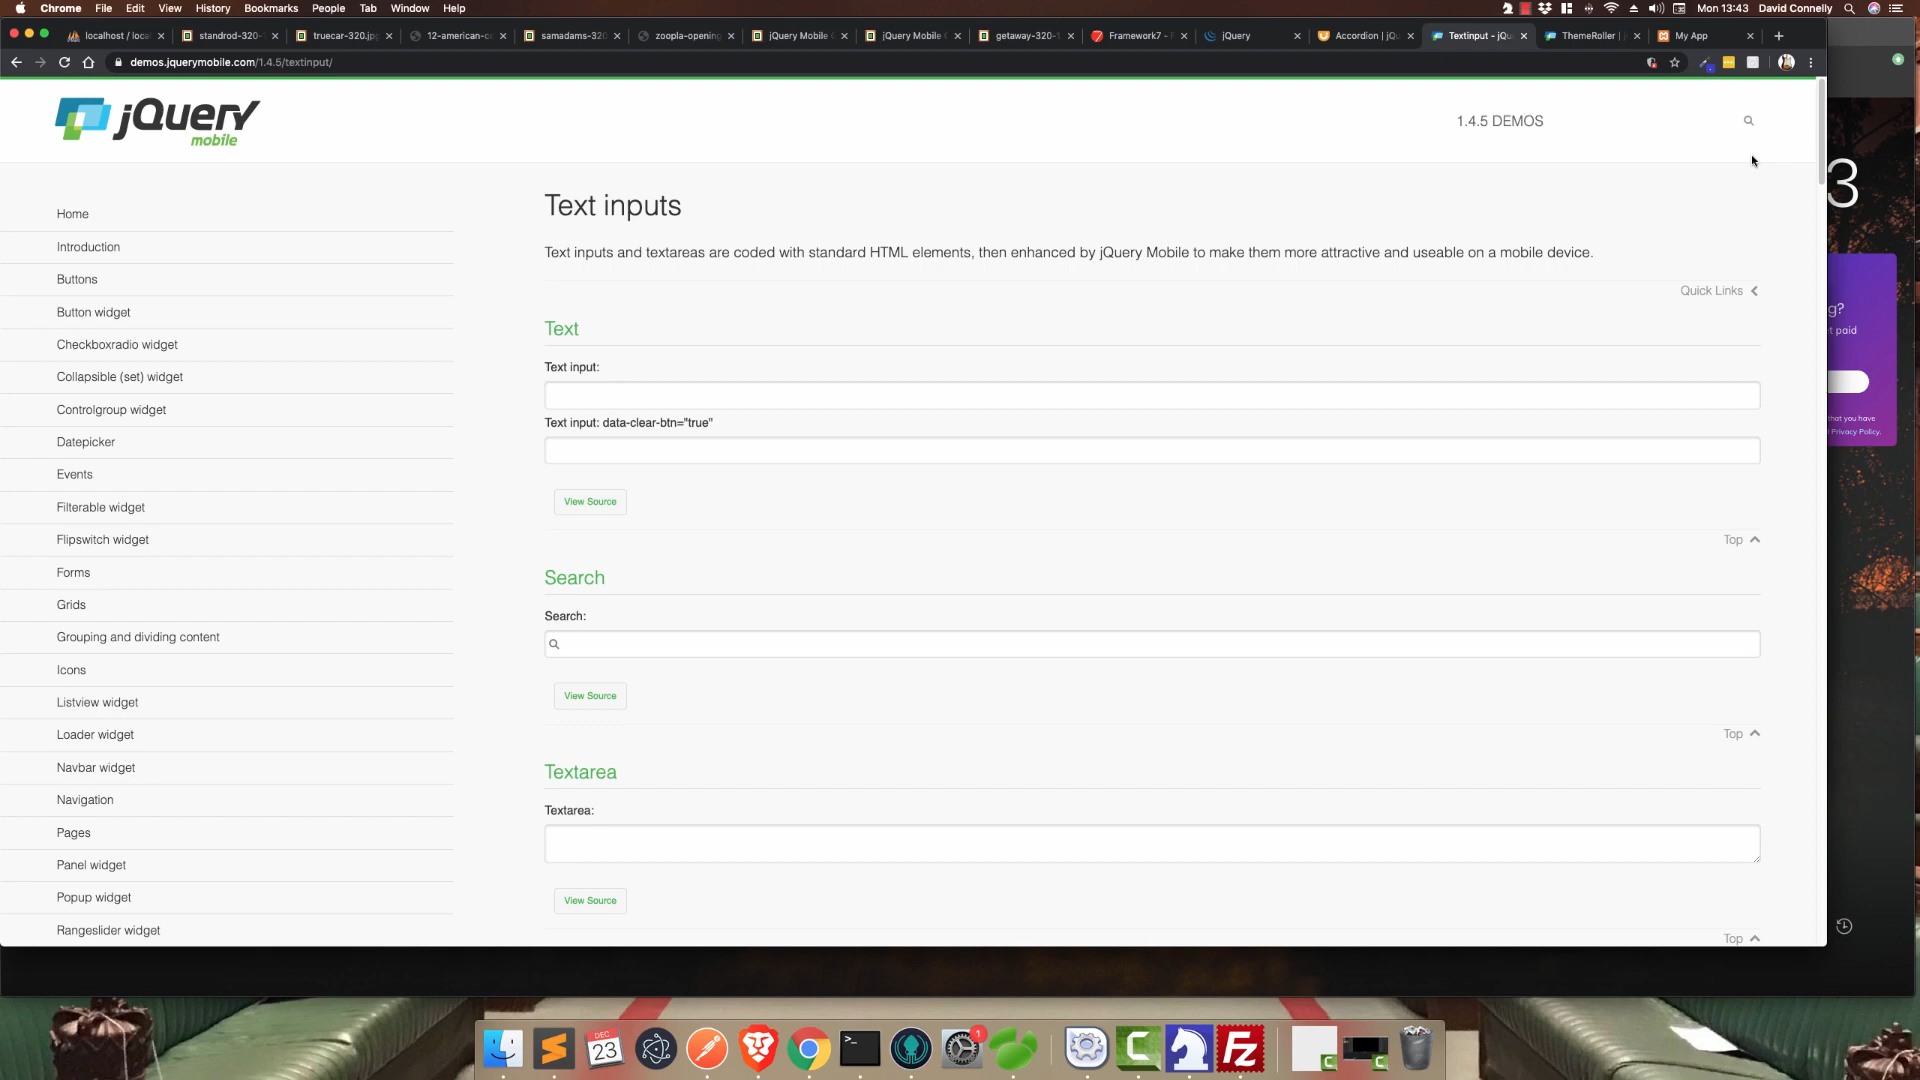 Chrome File Edit View History Bookmarks People Tab Window Help
Mon 13:43 David Connelly
localhost / loca
standrod-320-
truecar-320.jp
12-american-c
samadams-320
zoopla-opening
jQuery Mobile
jQuery Mobile
getaway-320-1
Framework7 - F
jQuery
Accordion | jQu
Textinput - jQu
ThemeRoller |
My App
demos.jquerymobile.com/1.4.5/textinput/
jQuery
mobile
1.4.5 DEMOS
Home
Introduction
Buttons
Button widget
Checkboxradio widget
Collapsible (set) widget
Controlgroup widget
Datepicker
Events
Filterable widget
Flipswitch widget
Forms
Grids
Grouping and dividing content
Icons
Listview widget
Loader widget
Navbar widget
Navigation
Pages
Panel widget
Popup widget
Rangeslider widget
Text inputs
Text inputs and textareas are coded with standard HTML elements, then enhanced by jQuery Mobile to make them more attractive and useable on a mobile device.
Quick Links
Text
Text input:
Text input: data-clear-btn="true"
View Source
Top
Search
Search:
View Source
Top
Textarea
Textarea:
View Source
Top
3
g?
t paid
that you have
Privacy Policy.
DEC
23
1